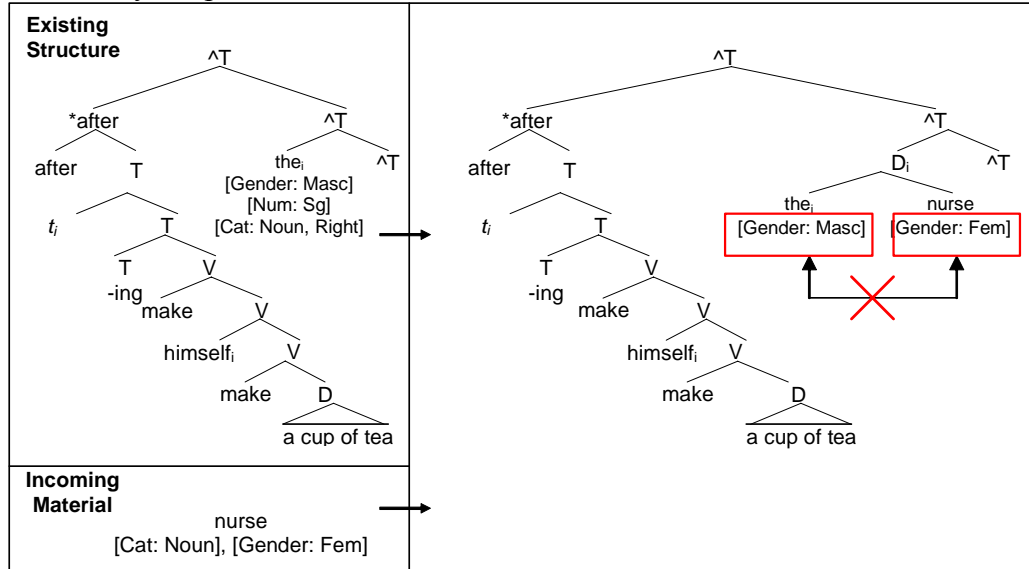 Existing
Structure
^T
*after
^T
after
T
the_i
[Gender: Masc]
[Num: Sg]
[Cat: Noun, Right]
^T
t_i
T
T
-ing
V
make
V
himself_i
V
make
D
a cup of tea
^T
*after
^T
after
T
D_i
^T
the_i
[Gender: Masc]
nurse
[Gender: Fem]
t_i
T
T
-ing
V
make
V
himself_i
V
make
D
a cup of tea
Incoming
Material
nurse
[Cat: Noun], [Gender: Fem]